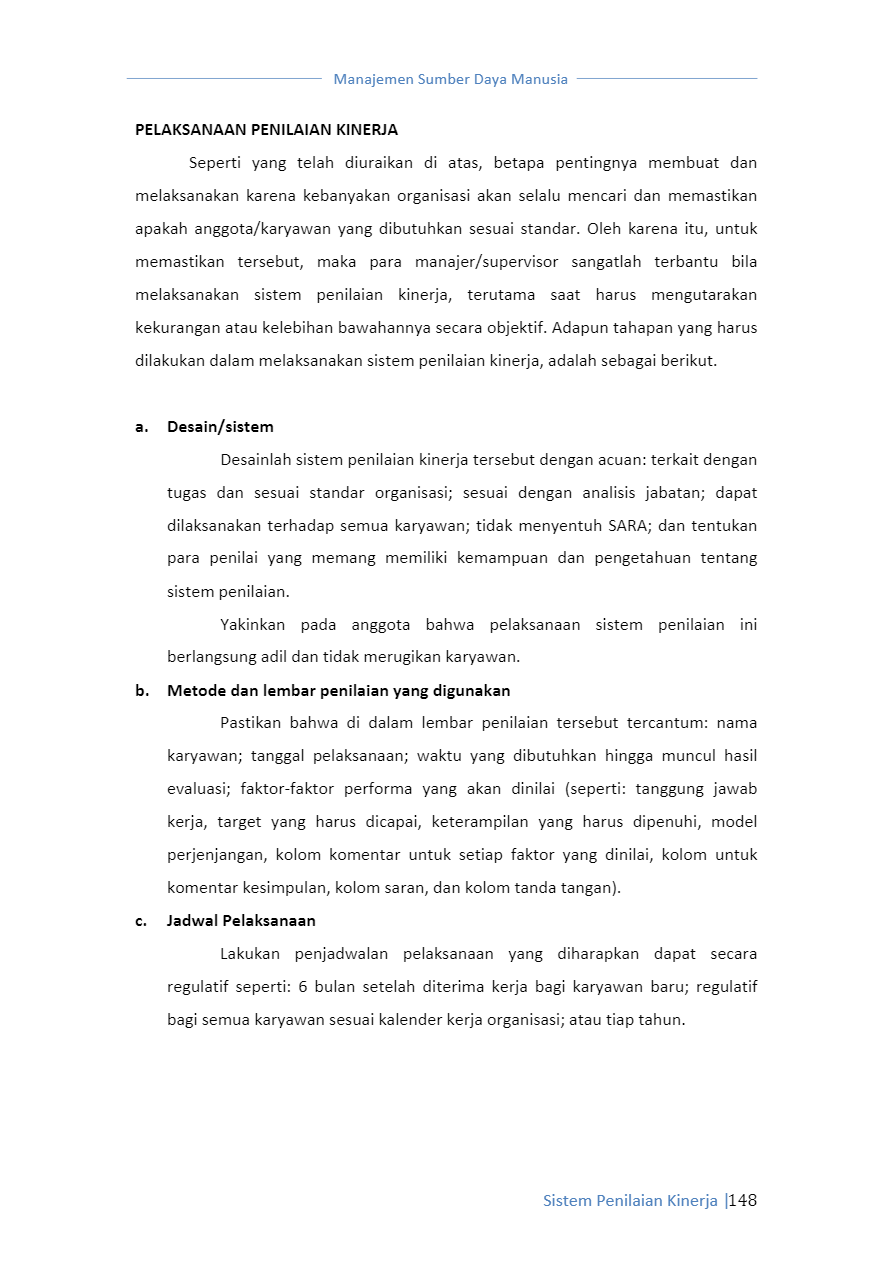 Manajemen Sumber Daya Manusia
PELAKSANAAN PENILAIAN KINERJA
Seperti yang telah diuraikan di atas, betapa pentingnya membuat dan
melaksanakan karena kebanyakan organisasi akan selalu mencari dan memastikan
apakah anggota/karyawan yang dibutuhkan sesuai standar. Oleh karena itu, untuk
memastikan tersebut, maka para manajer/supervisor sangatlah terbantu bila
melaksanakan sistem penilaian kinerja, terutama saat harus mengutarakan
kekurangan atau kelebihan bawahannya secara objektif. Adapun tahapan yang harus
dilakukan dalam melaksanakan sistem penilaian kinerja, adalah sebagai berikut.
a. Desain/sistem
Desainlah sistem penilaian kinerja tersebut dengan acuan: terkait dengan
tugas dan sesuai standar organisasi; sesuai dengan analisis jabatan; dapat
dilaksanakan terhadap semua karyawan; tidak menyentuh SARA; dan tentukan
para penilai yang memang memiliki kemampuan dan pengetahuan tentang
sistem penilaian.
Yakinkan pada anggota bahwa pelaksanaan sistem penilaian ini
berlangsung adil dan tidak merugikan karyawan.
b. Metode dan lembar penilaian yang digunakan
Pastikan bahwa di dalam lembar penilaian tersebut tercantum: nama
karyawan; tanggal pelaksanaan; waktu yang dibutuhkan hingga muncul hasil
evaluasi; faktor-faktor performa yang akan dinilai (seperti: tanggung jawab
kerja, target yang harus dicapai, keterampilan yang harus dipenuhi, model
perjenjangan, kolom komentar untuk setiap faktor yang dinilai, kolom untuk
komentar kesimpulan, kolom saran, dan kolom tanda tangan).
c. Jadwal Pelaksanaan
Lakukan penjadwalan pelaksanaan yang diharapkan dapat secara
regulatif seperti: 6 bulan setelah diterima kerja bagi karyawan baru; regulatif
bagi semua karyawan sesuai kalender kerja organisasi; atau tiap tahun.
Sistem Penilaian Kinerja |148